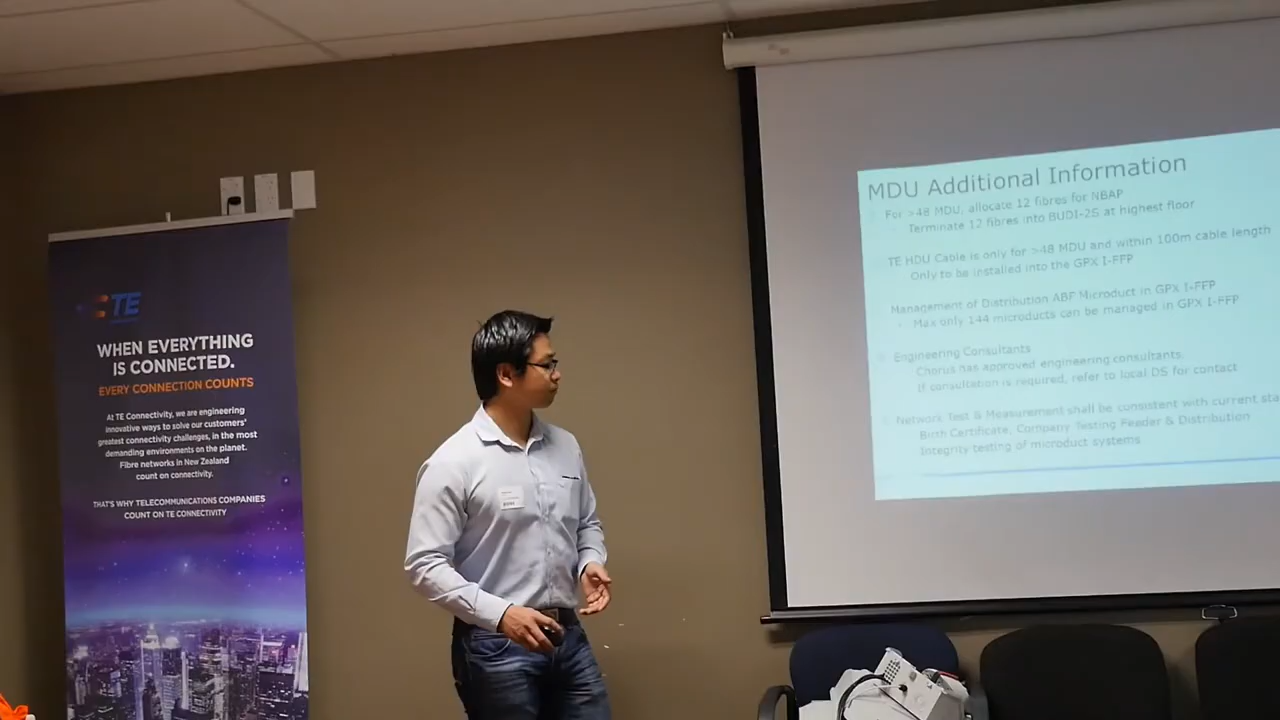 TE
WHEN EVERYTHING
IS CONNECTED.
EVERY CONNECTION COUNTS
At TE Connectivity, we are engineering
innovative ways to solve our customers'
greatest connectivity challenges, in the most
demanding environments on the planet.
Fibre networks in New Zealand
count on connectivity.
THAT'S WHY TELECOMMUNICATIONS COMPANIES
COUNT ON TE CONNECTIVITY
MDU Additional Information
For >48 MDU, allocate 12 fibres for NBAP
Terminate 12 fibres into BUDI-2S at highest floor
TE HDU Cable is only for >48 MDU and within 100m cable length
Only to be installed into the GPX I-FFP
Management of Distribution ABF Microduct in GPX I-FFP
Max only 144 microducts can be managed in GPX I-FFP
Engineering Consultants
Chorus has approved engineering consultants.
If consultation is required, refer to local DS for contact
Network Test & Measurement shall be consistent with current sta
Birth Certificate, Company Testing Feeder & Distribution
Integrity testing of microduct systems